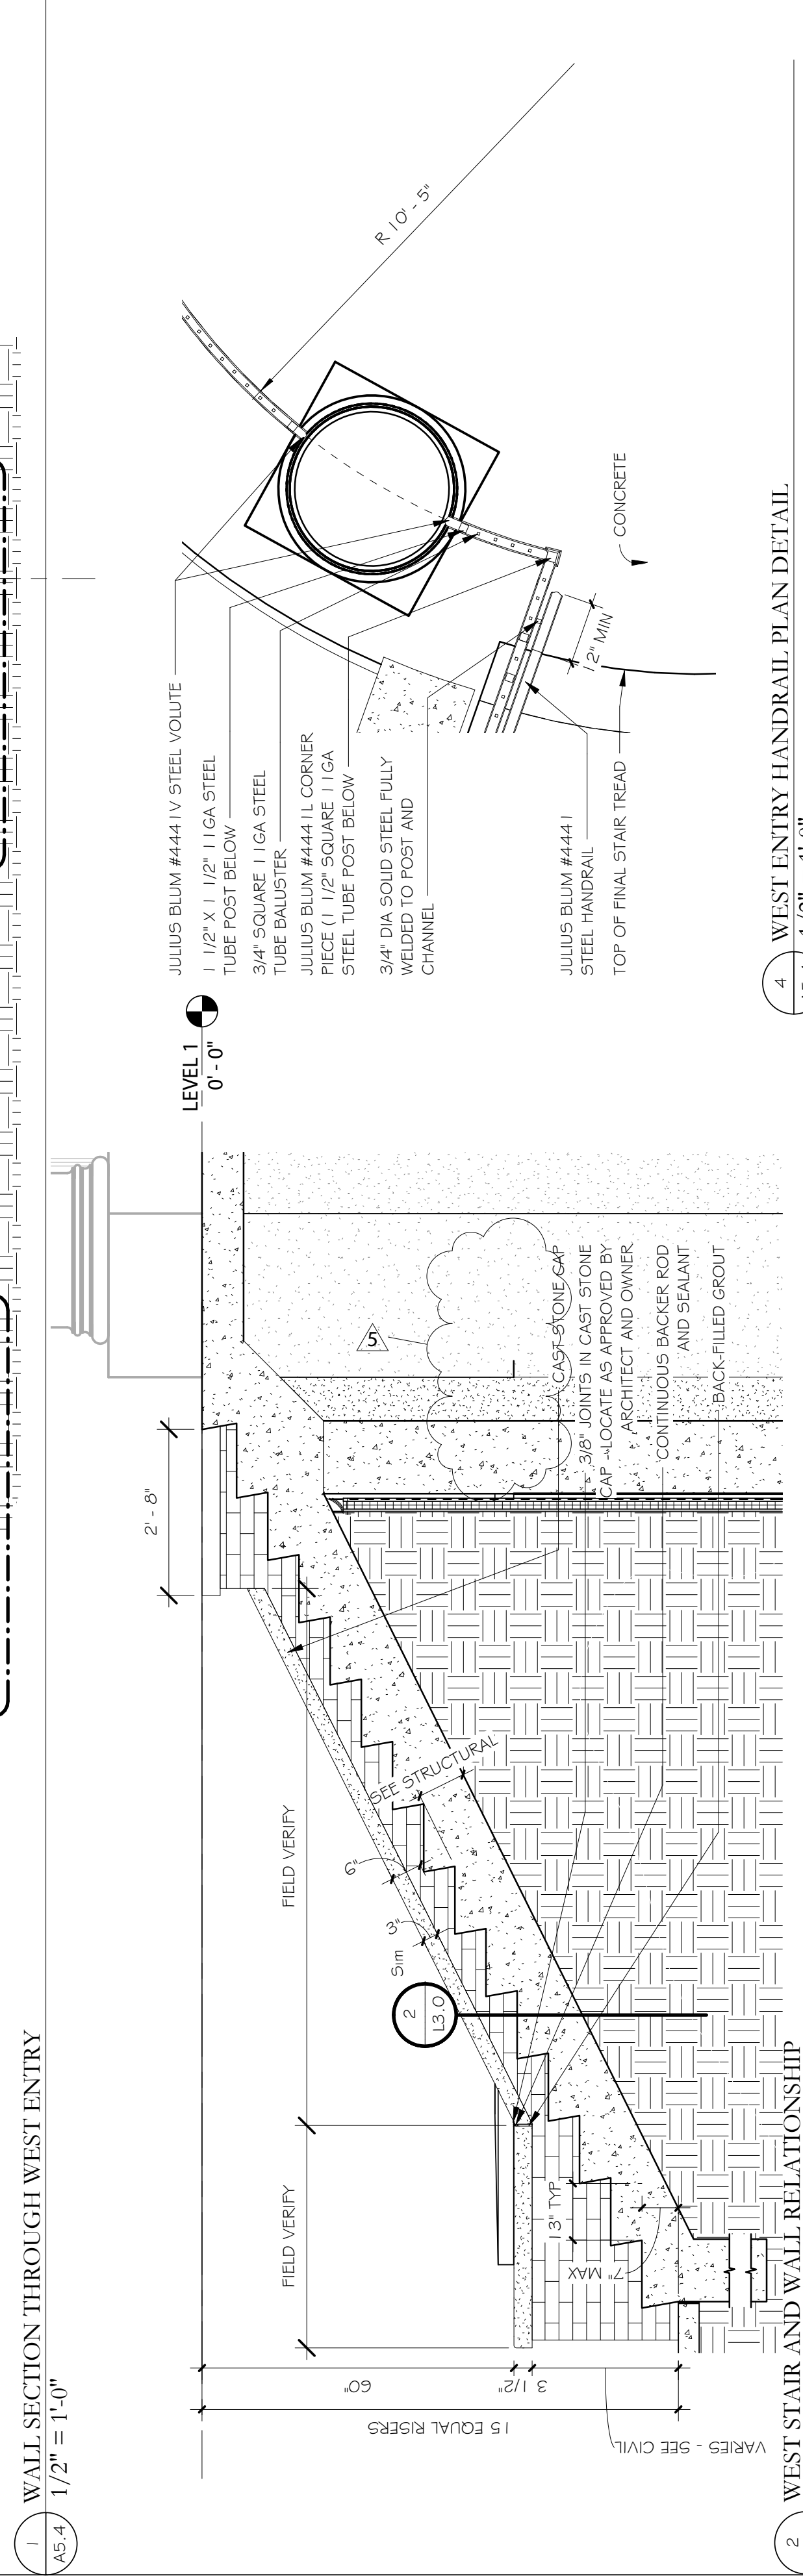 1
A5.4
WALL SECTION THROUGH WEST ENTRY
1/2" = 1'-0"
LEVEL 1
0' - 0"
2' - 8"
FIELD VERIFY
FIELD VERIFY
SEE STRUCTURAL
6"
3"
Sim
2
L3.0
13" TYP
7" MAX
60"
3 1/2"
15 EQUAL RISERS
VARIES - SEE CIVIL
5
CAST STONE CAP
3/8" JOINTS IN CAST STONE
CAP - LOCATE AS APPROVED BY
ARCHITECT AND OWNER
CONTINUOUS BACKER ROD
AND SEALANT
BACK-FILLED GROUT
2
WEST STAIR AND WALL RELATIONSHIP
R 10' - 5"
JULIUS BLUM #4441V STEEL VOLUTE
1 1/2" X 1 1/2" 11GA STEEL
TUBE POST BELOW
3/4" SQUARE 11GA STEEL
TUBE BALUSTER
JULIUS BLUM #4441L CORNER
PIECE (1 1/2" SQUARE 11GA
STEEL TUBE POST BELOW
3/4" DIA SOLID STEEL FULLY
WELDED TO POST AND
CHANNEL
12" MIN
CONCRETE
JULIUS BLUM #4441
STEEL HANDRAIL
TOP OF FINAL STAIR TREAD
4
WEST ENTRY HANDRAIL PLAN DETAIL